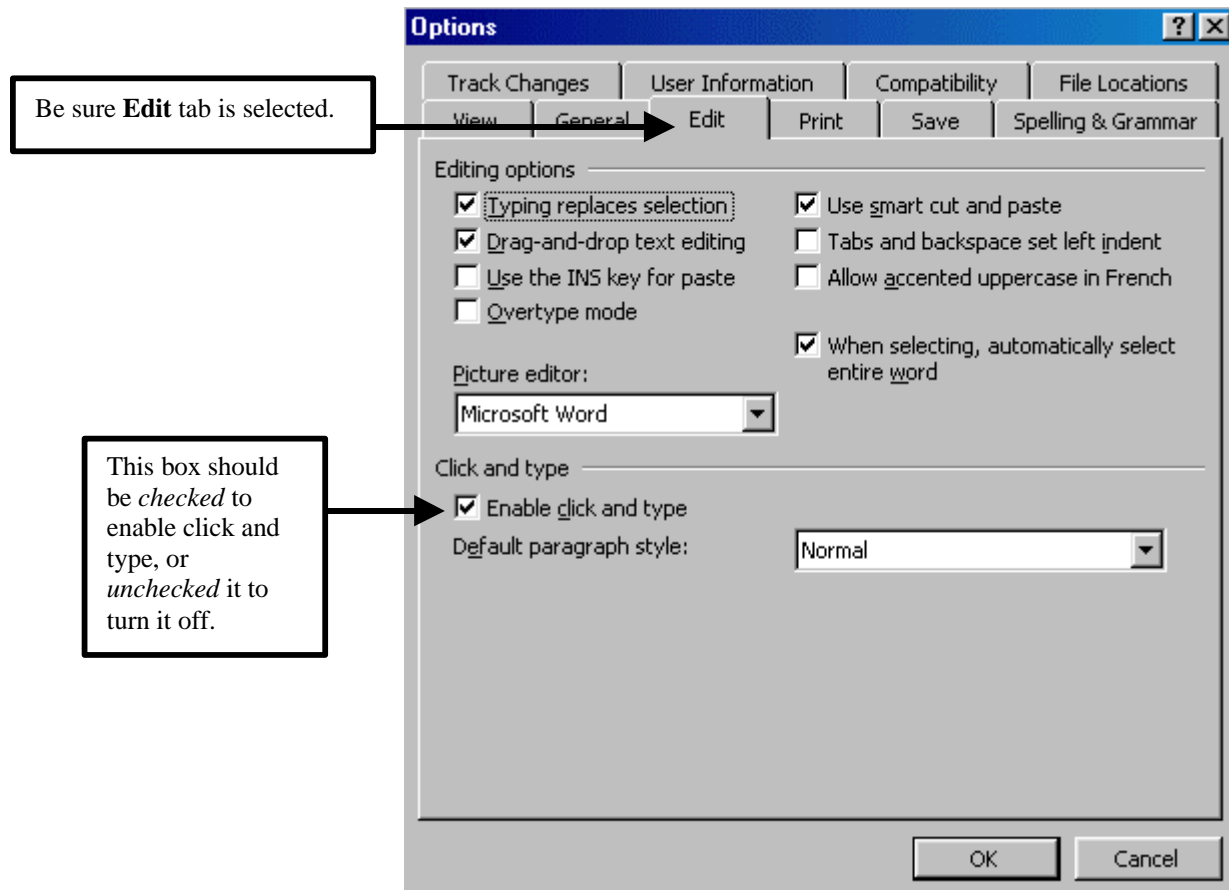 Options
Track Changes User Information Compatibility File Locations
Be sure Edit tab is selected.
View General Edit Print Save Spelling & Grammar
Editing options
Typing replaces selection Use smart cut and paste
Drag-and-drop text editing Tabs and backspace set left indent
Use the INS key for paste Allow accented uppercase in French
Overtype mode
When selecting, automatically select
entire word
Picture editor:
Microsoft Word
Click and type
This box should
be checked to
enable click and
type, or
unchecked it to
turn it off.
Enable click and type
Default paragraph style: Normal
OK Cancel